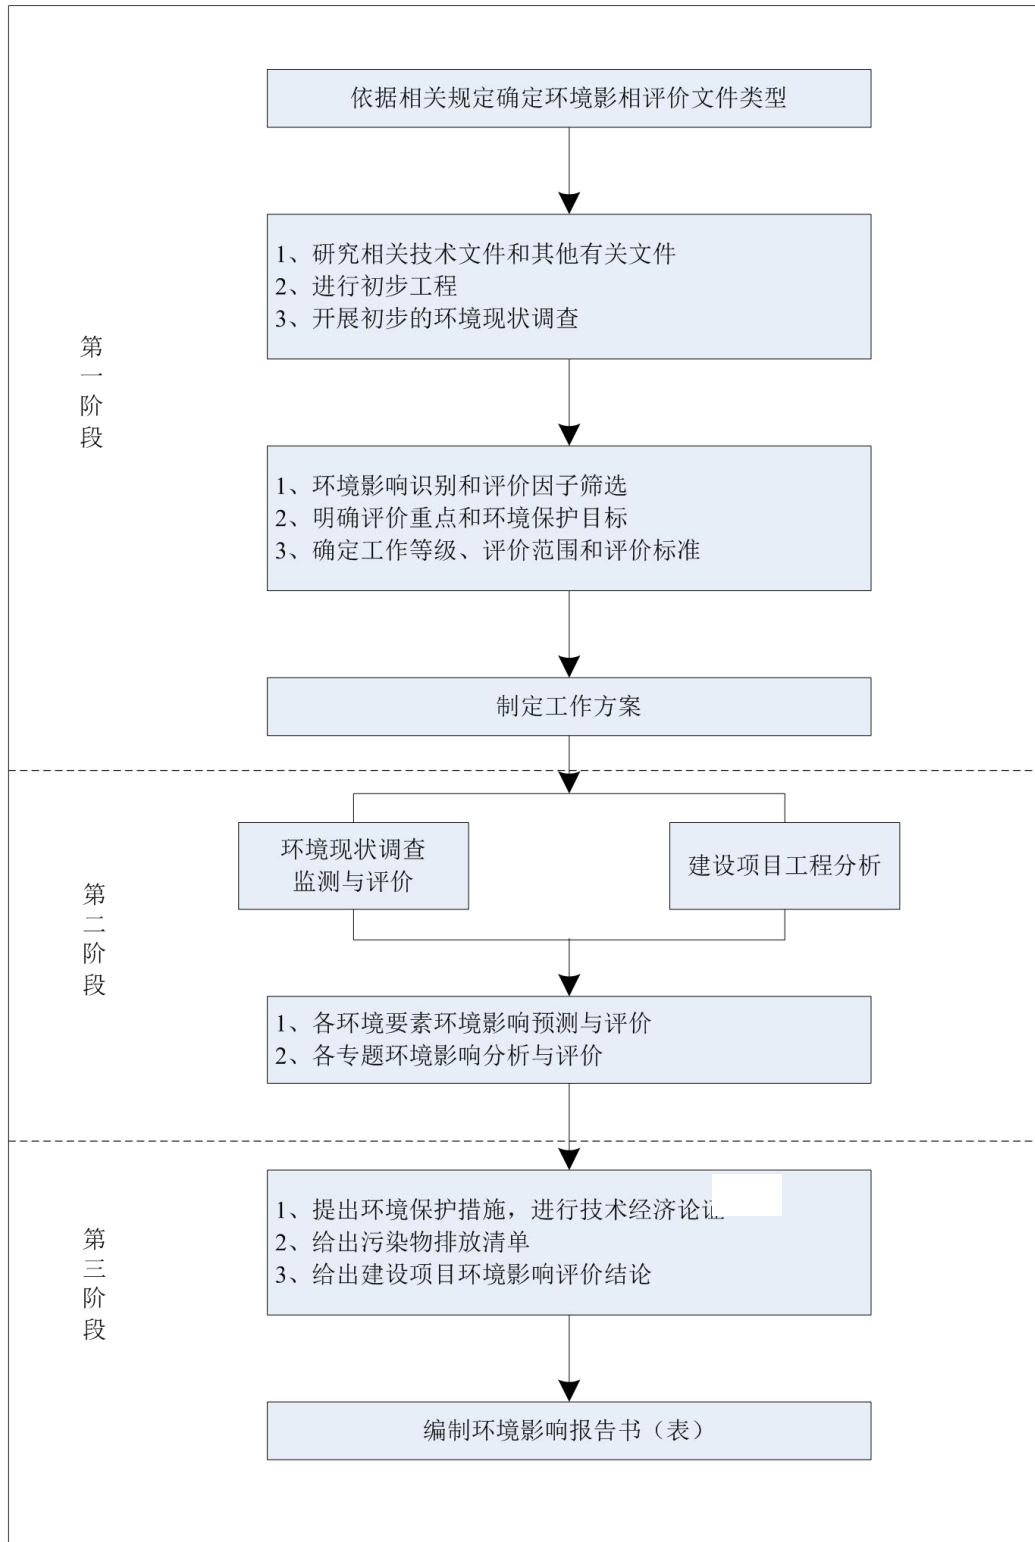 依据相关规定确定环境影相评价文件类型
1、研究相关技术文件和其他有关文件
2、进行初步工程
3、开展初步的环境现状调查
第一阶段
1、环境影响识别和评价因子筛选
2、明确评价重点和环境保护目标
3、确定工作等级、评价范围和评价标准
制定工作方案
环境现状调查
监测与评价
建设项目工程分析
第二阶段
1、各环境要素环境影响预测与评价
2、各专题环境影响分析与评价
1、提出环境保护措施，进行技术经济论
2、给出污染物排放清单
3、给出建设项目环境影响评价结论
第三阶段
编制环境影响报告书（表）